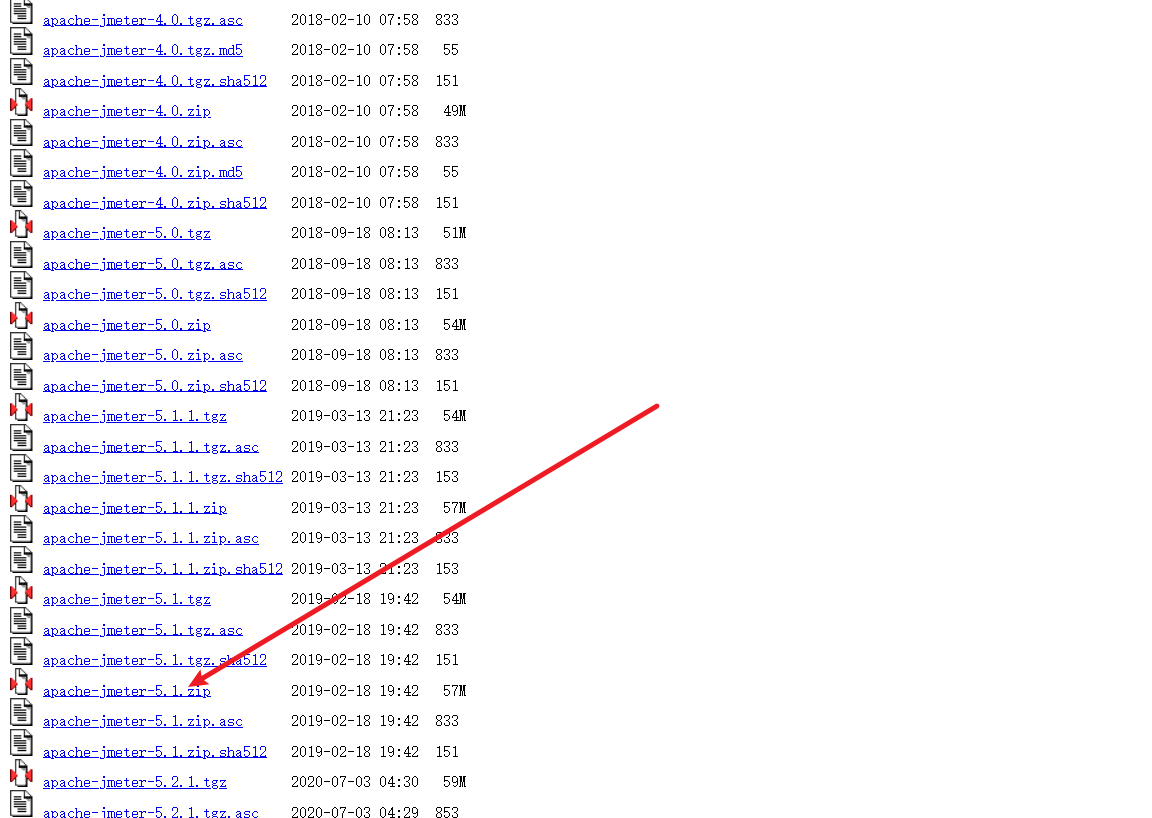 apache-jmeter-4.0.tgz.asc 2018-02-10 07:58 833
apache-jmeter-4.0.tgz.md5 2018-02-10 07:58 55
apache-jmeter-4.0.tgz.sha512 2018-02-10 07:58 151
apache-jmeter-4.0.zip 2018-02-10 07:58 49M
apache-jmeter-4.0.zip.asc 2018-02-10 07:58 833
apache-jmeter-4.0.zip.md5 2018-02-10 07:58 55
apache-jmeter-4.0.zip.sha512 2018-02-10 07:58 151
apache-jmeter-5.0.tgz 2018-09-18 08:13 51M
apache-jmeter-5.0.tgz.asc 2018-09-18 08:13 833
apache-jmeter-5.0.tgz.sha512 2018-09-18 08:13 151
apache-jmeter-5.0.zip 2018-09-18 08:13 54M
apache-jmeter-5.0.zip.asc 2018-09-18 08:13 833
apache-jmeter-5.0.zip.sha512 2018-09-18 08:13 151
apache-jmeter-5.1.1.tgz 2019-03-13 21:23 54M
apache-jmeter-5.1.1.tgz.asc 2019-03-13 21:23 833
apache-jmeter-5.1.1.tgz.sha512 2019-03-13 21:23 153
apache-jmeter-5.1.1.zip 2019-03-13 21:23 57M
apache-jmeter-5.1.1.zip.asc 2019-03-13 21:23 833
apache-jmeter-5.1.1.zip.sha512 2019-03-13 21:23 153
apache-jmeter-5.1.tgz 2019-02-18 19:42 54M
apache-jmeter-5.1.tgz.asc 2019-02-18 19:42 833
apache-jmeter-5.1.tgz.sha512 2019-02-18 19:42 151
apache-jmeter-5.1.zip 2019-02-18 19:42 57M
apache-jmeter-5.1.zip.asc 2019-02-18 19:42 833
apache-jmeter-5.1.zip.sha512 2019-02-18 19:42 151
apache-jmeter-5.2.1.tgz 2020-07-03 04:30 59M
apache-jmeter-5.2.1.tgz.asc 2020-07-03 04:29 853